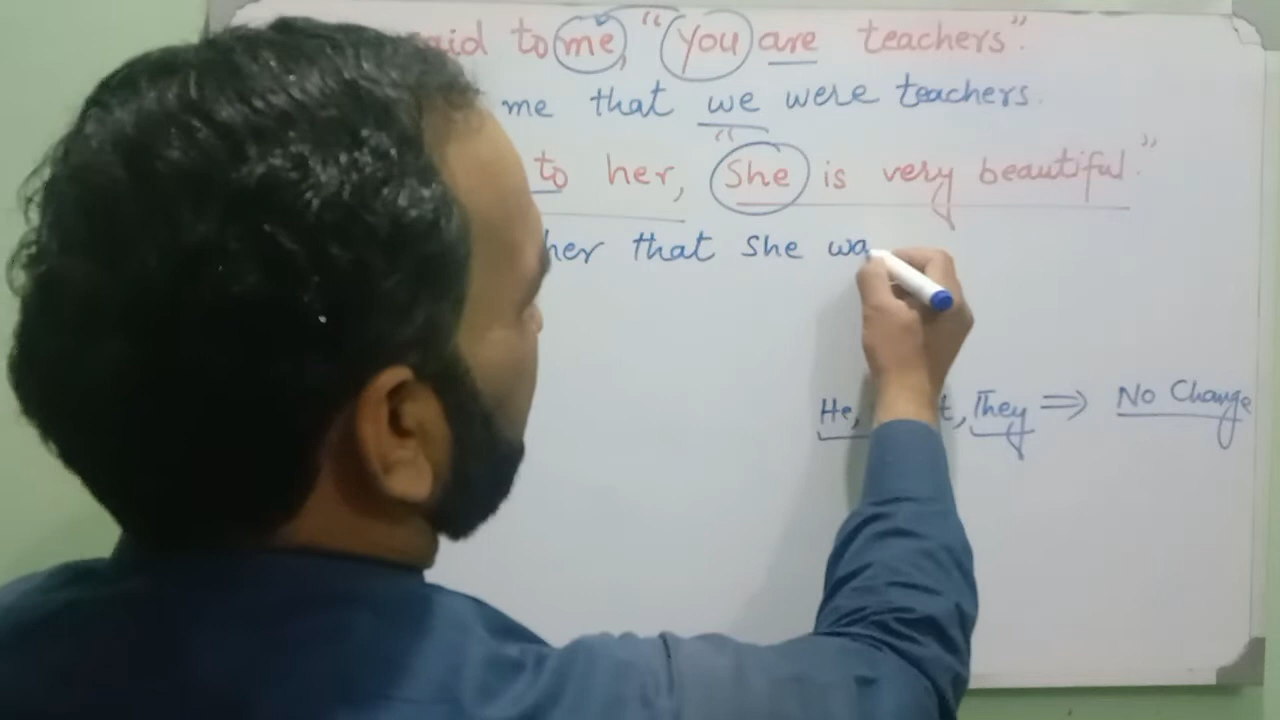 said to me, "you are teachers".
me that we were teachers.
to her, "She is very beautiful".
her that She wa
He, They ⇒ No Change